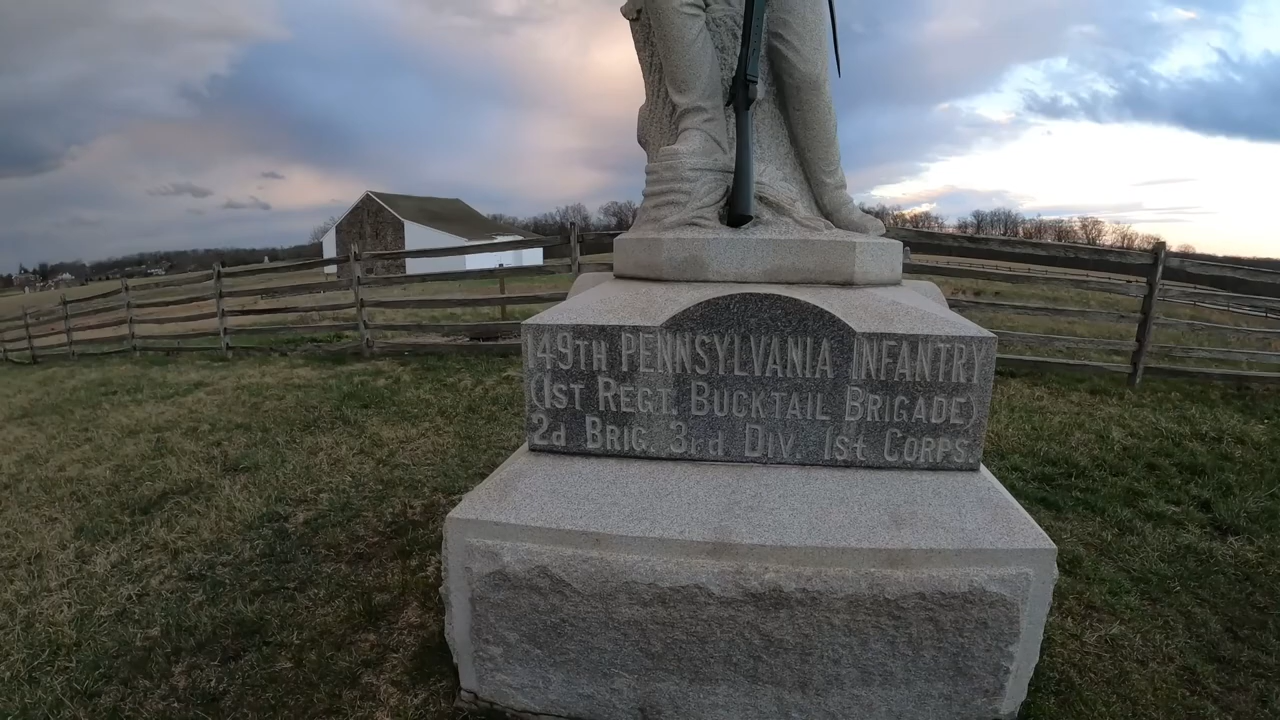 149TH PENNSYLVANIA INFANTRY
(1ST REGT. BUCKTAIL BRIGADE)
2d BRIG. 3rd DIV. 1st CORPS.